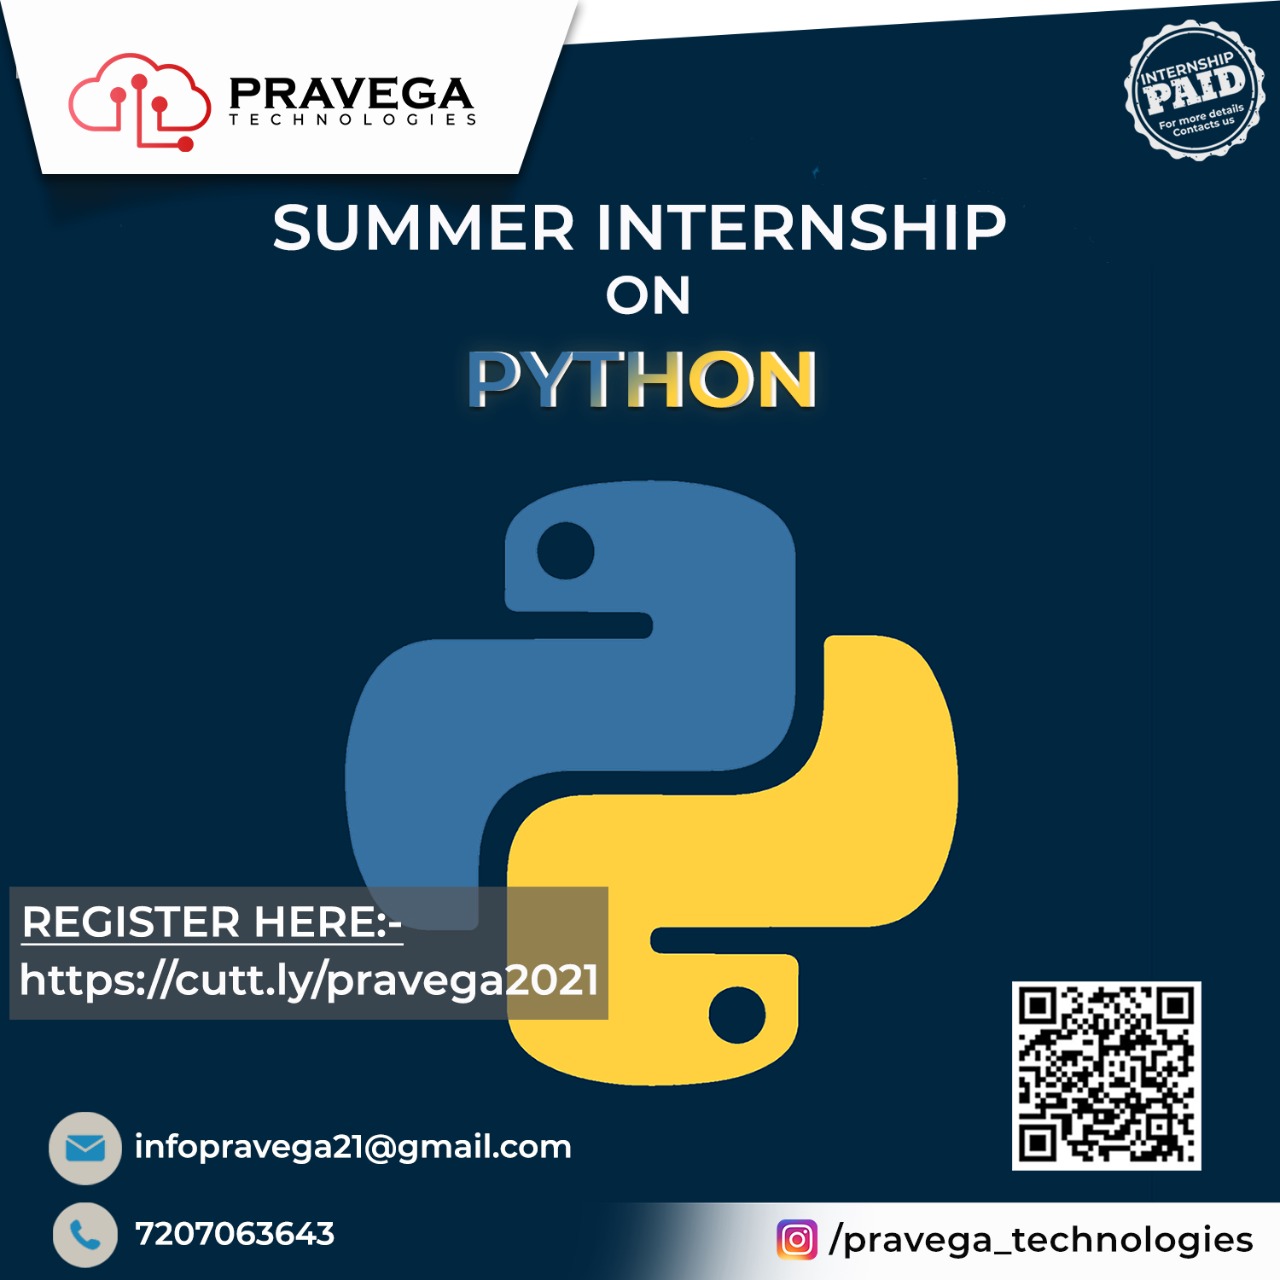 PRAVEGA
TECHNOLOGIES
INTERNSHIP
PAID
For more details
Contacts us
SUMMER INTERNSHIP
ON
PYTHON
REGISTER HERE:-
https://cutt.ly/pravega2021
infopravega21@gmail.com
7207063643
/pravega_technologies